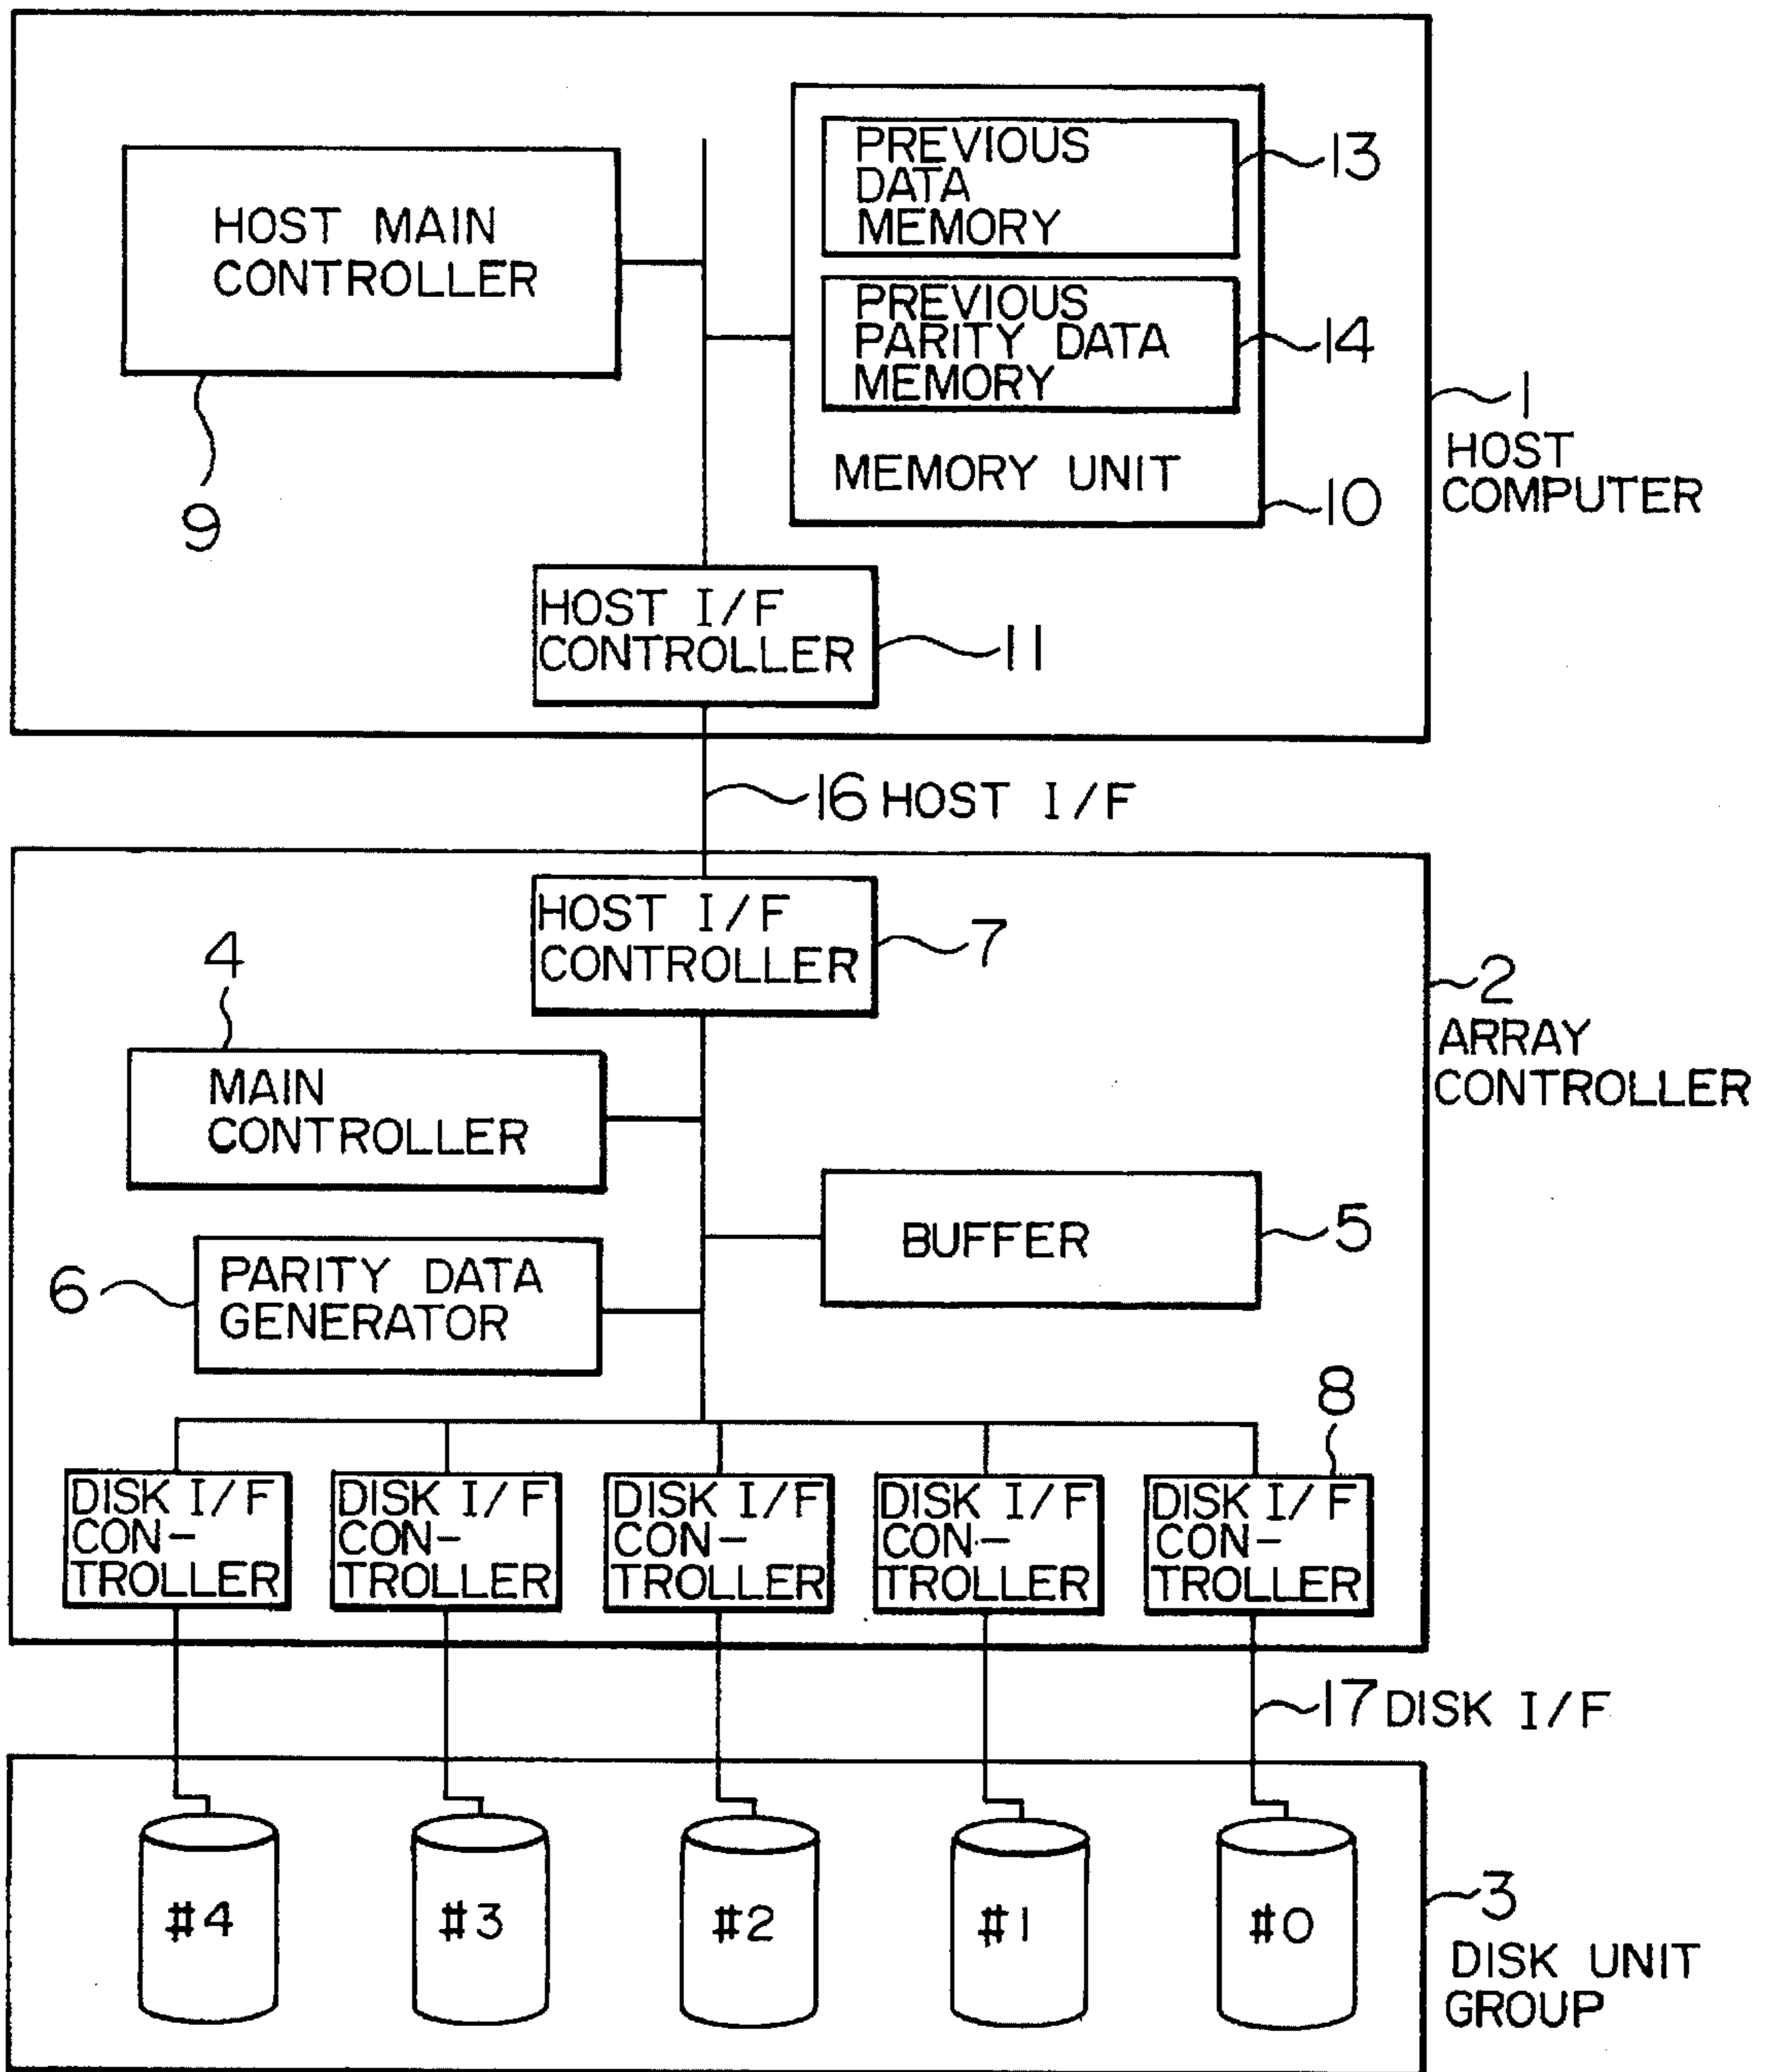 PREVIOUS
DATA
MEMORY
13
HOST MAIN
CONTROLLER
PREVIOUS
PARITY DATA
MEMORY
14
1
HOST
COMPUTER
MEMORY UNIT
10
9
HOST I/F
CONTROLLER
11
16 HOST I/F
HOST I/F
CONTROLLER
7
4
2
ARRAY
CONTROLLER
MAIN
CONTROLLER
BUFFER
5
6
PARITY DATA
GENERATOR
8
DISK I/F
CON-
TROLLER
DISK I/F
CON-
TROLLER
DISK I/F
CON-
TROLLER
DISK I/F
CON-
TROLLER
DISK I/F
CON-
TROLLER
17 DISK I/F
#4
#3
#2
#1
#0
3
DISK UNIT
GROUP